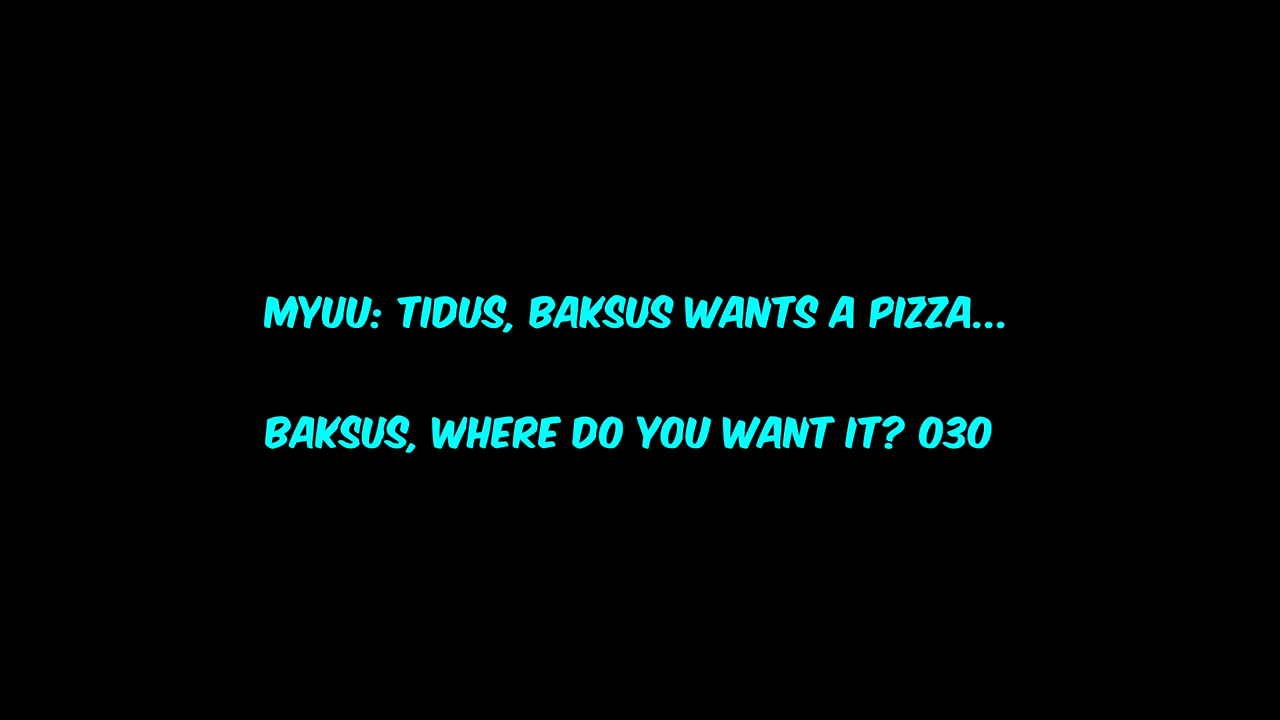 MYUU: TIDUS, BAKSUS WANTS A PIZZA...
BAKSUS, WHERE DO YOU WANT IT? 030